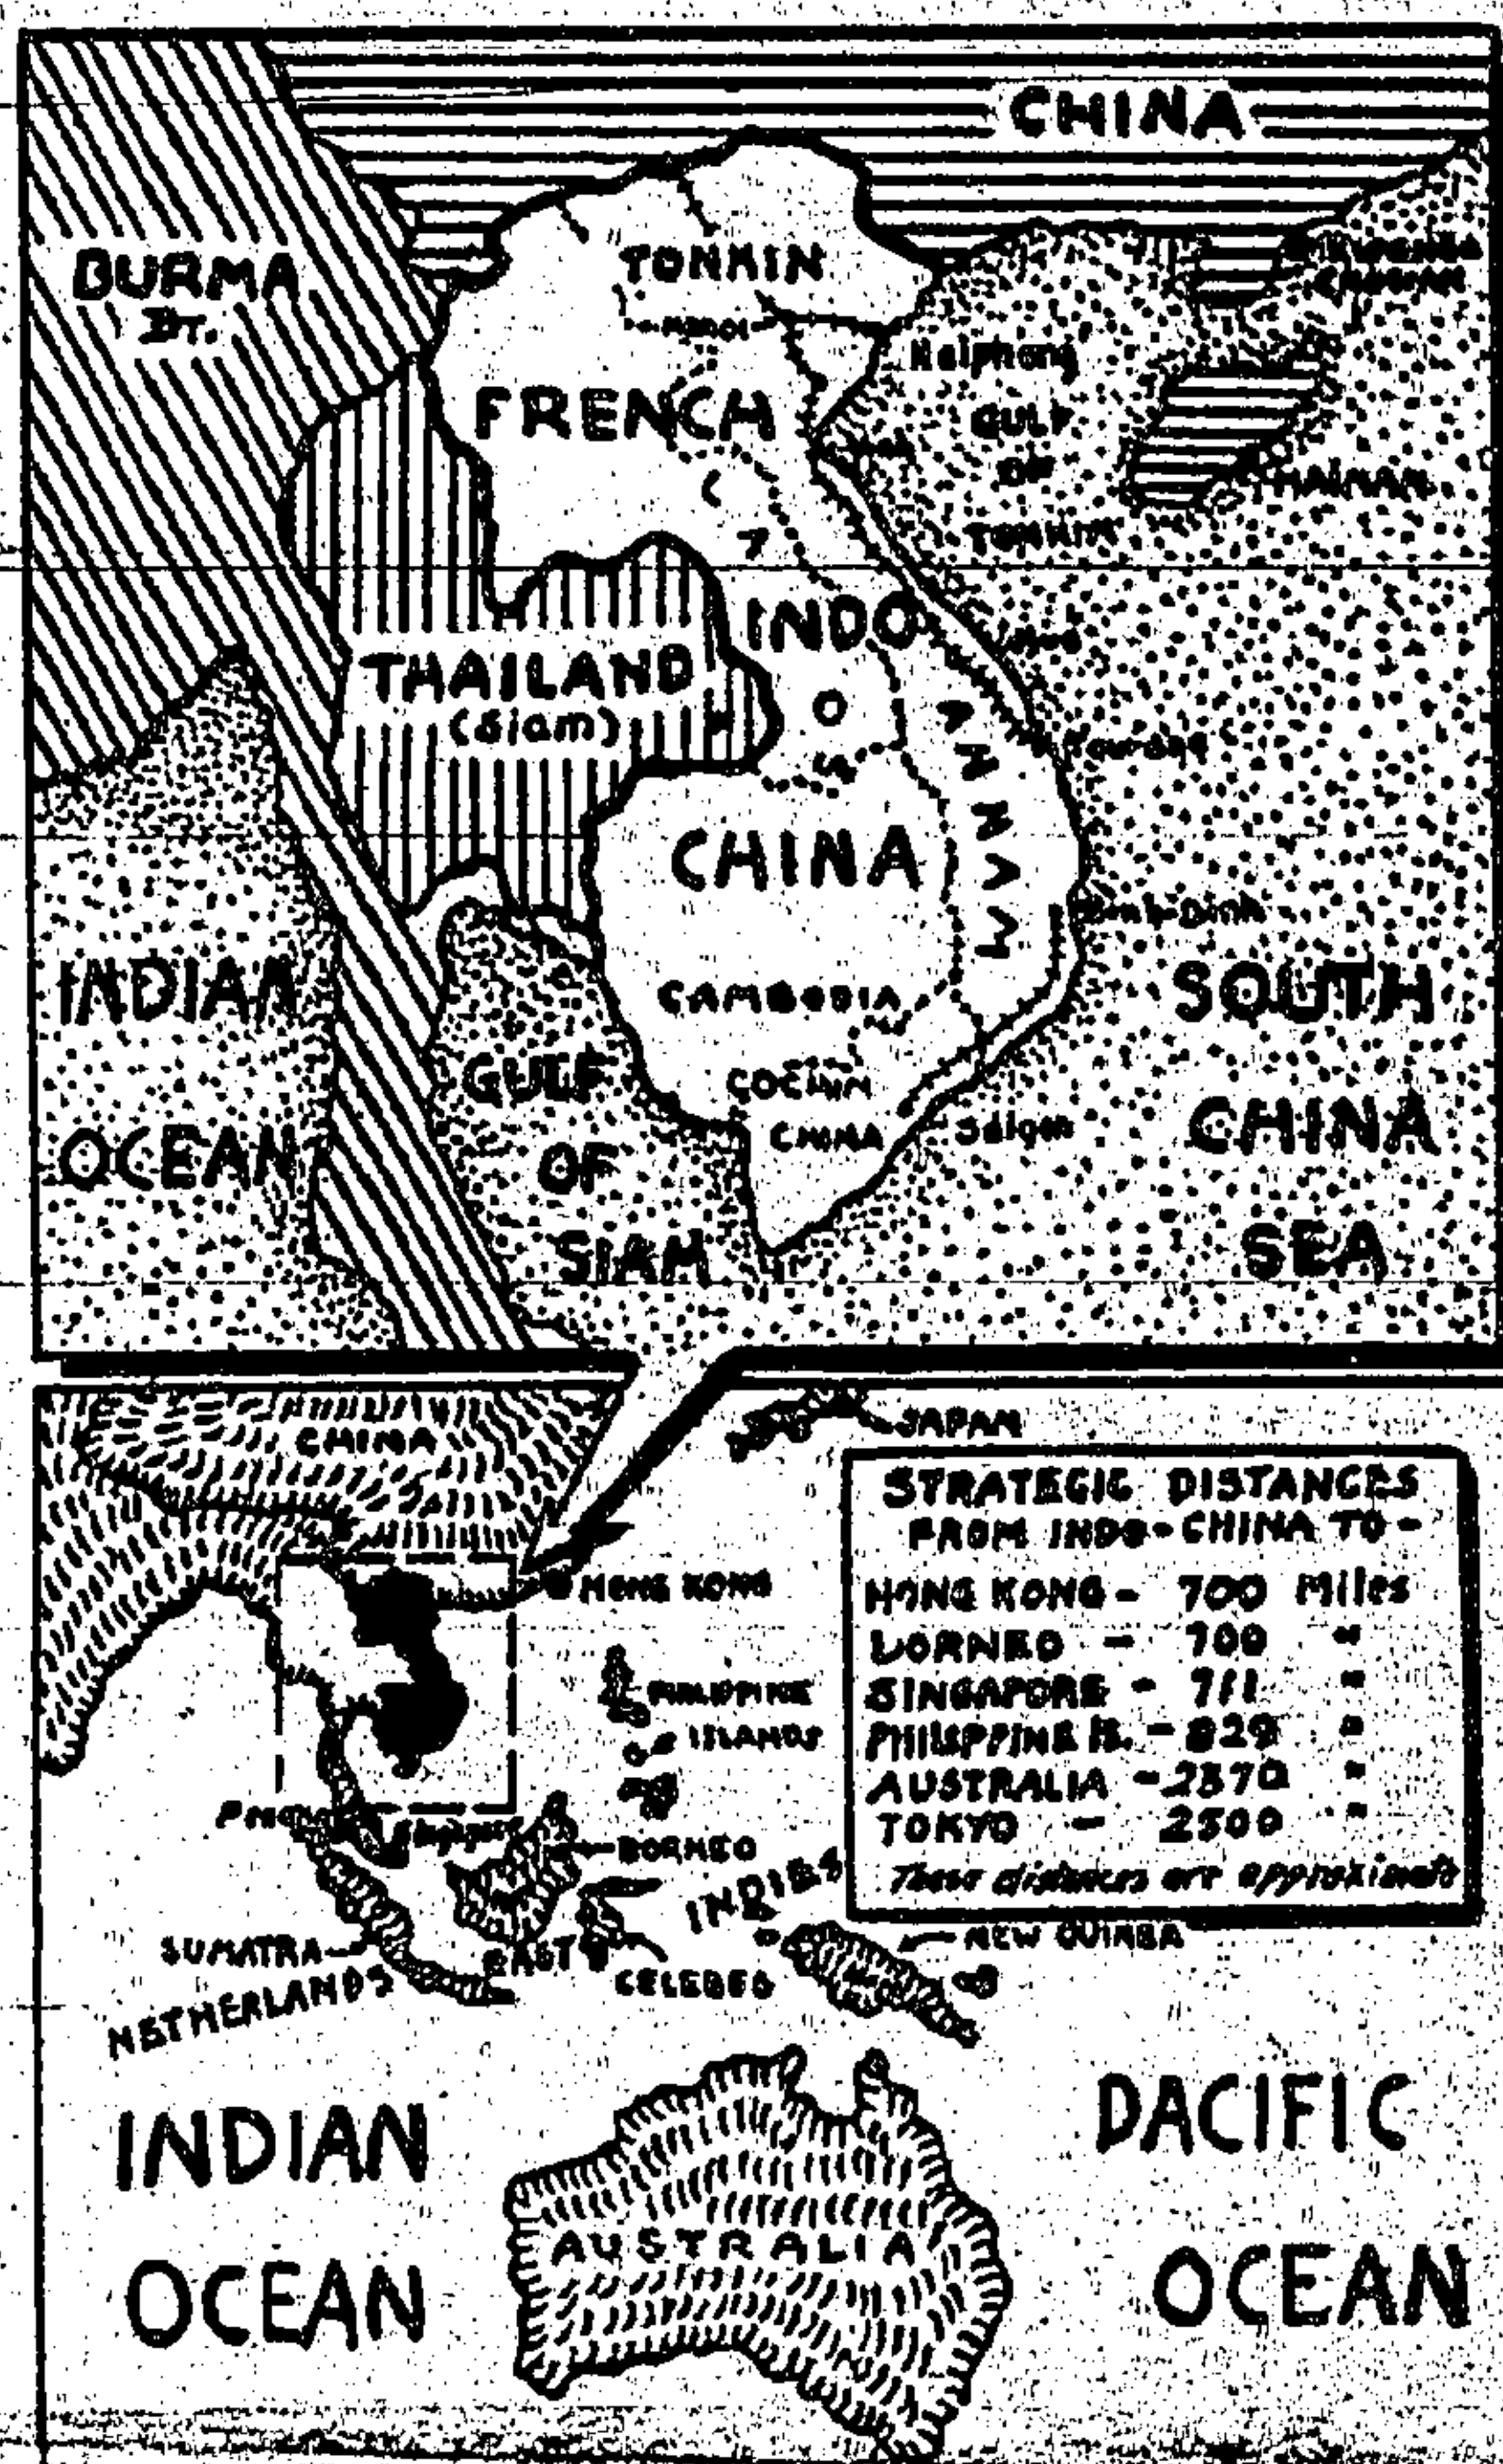 CHINA
TONKIN
BURMA
Haiphong
FRENCH
GULF
OF
TONKIN
HAINAN
INDO
THAILAND
(Siam)
L
A
O
S
ANNAM
CHINA
INDIAN
OCEAN
CAMBODIA
SOUTH
CHINA
SEA
GULF
OF
SIAM
COCHIN
CHINA
Saigon
CHINA
JAPAN
HONG KONG
PHILIPPINE
ISLANDS
STRATEGIC DISTANCES
FROM INDO-CHINA TO-
HONG KONG - 700 Miles
BORNEO - 700 "
SINGAPORE - 711 "
PHILIPPINE IS. - 829 "
AUSTRALIA - "
TOKYO - 2500 "
These distances are approximate
BORNEO
SUMATRA
NETHERLANDS
EAST
INDIES
CELEBES
NEW GUINEA
INDIAN
OCEAN
AUSTRALIA
PACIFIC
OCEAN